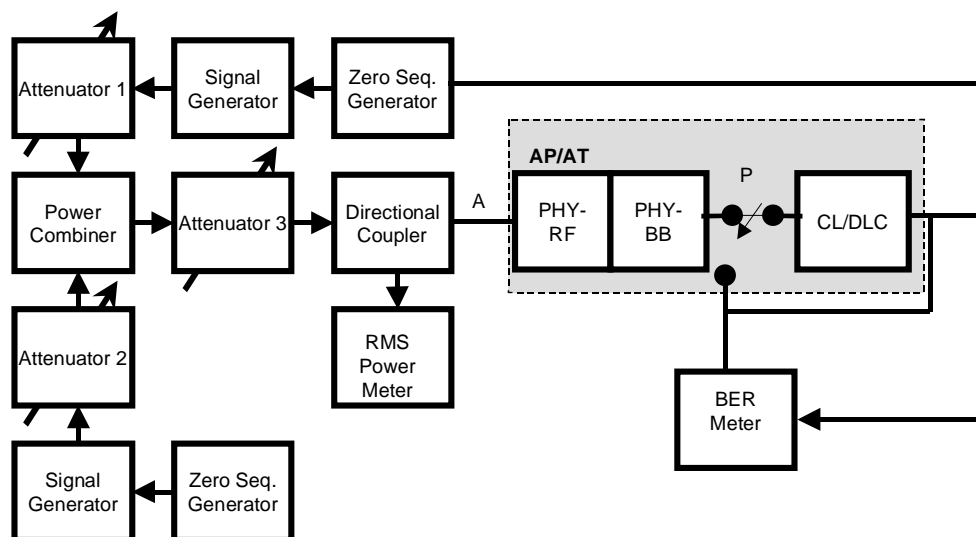 Attenuator 1
Signal
Generator
Zero Seq.
Generator
AP/AT
Power
Combiner
Attenuator 3
Directional
Coupler
A
PHY-
RF
PHY-
BB
P
CL/DLC
Attenuator 2
RMS
Power
Meter
BER
Meter
Signal
Generator
Zero Seq.
Generator